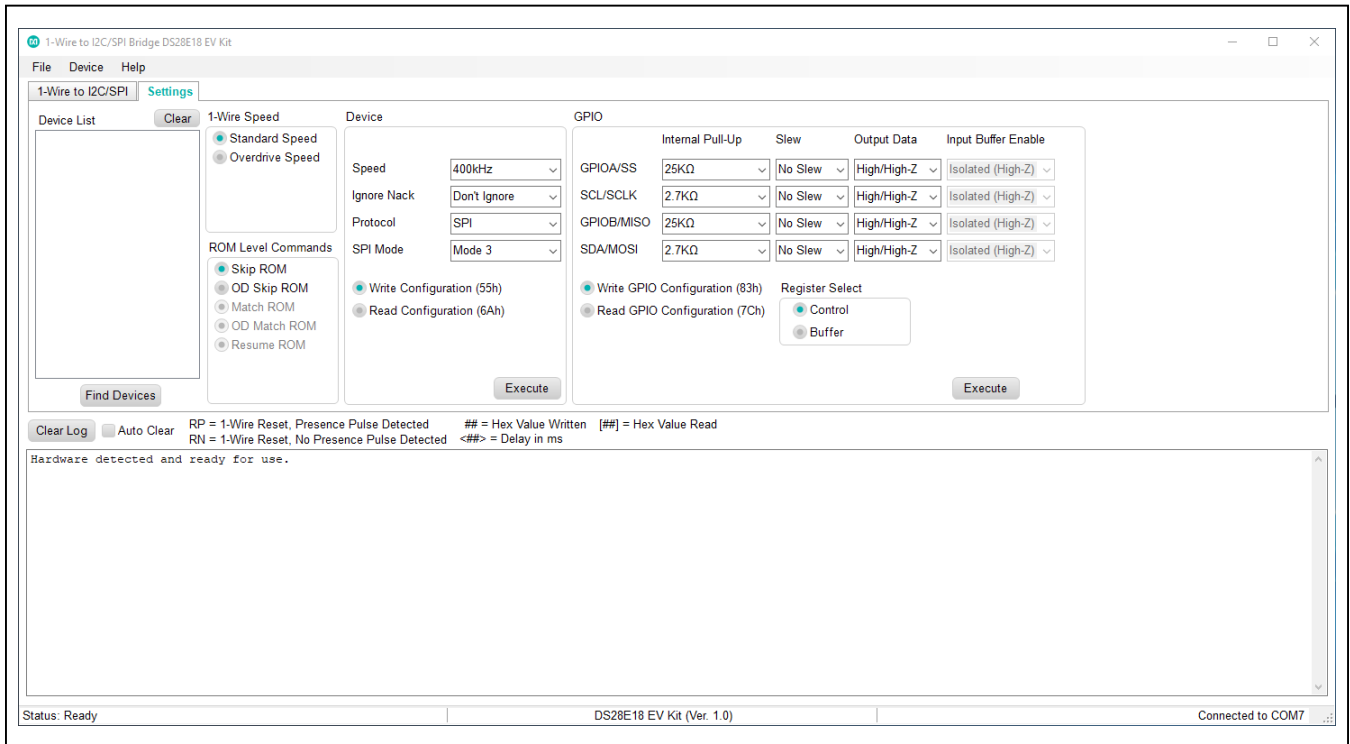 1-Wire to I2C/SPI Bridge DS28E18 EV Kit
File Device Help
1-Wire to I2C/SPI Settings
Device List Clear
Find Devices
1-Wire Speed
Standard Speed
Overdrive Speed
ROM Level Commands
Skip ROM
OD Skip ROM
Match ROM
OD Match ROM
Resume ROM
Device
Speed 400kHz
Ignore Nack Don't Ignore
Protocol SPI
SPI Mode Mode 3
Write Configuration (55h)
Read Configuration (6Ah)
Execute
GPIO
Internal Pull-Up Slew Output Data Input Buffer Enable
GPIOA/SS 25KΩ No Slew High/High-Z Isolated (High-Z)
SCL/SCLK 2.7KΩ No Slew High/High-Z Isolated (High-Z)
GPIOB/MISO 25KΩ No Slew High/High-Z Isolated (High-Z)
SDA/MOSI 2.7KΩ No Slew High/High-Z Isolated (High-Z)
Write GPIO Configuration (83h)
Read GPIO Configuration (7Ch)
Register Select
Control
Buffer
Execute
Clear Log Auto Clear
RP = 1-Wire Reset, Presence Pulse Detected ## = Hex Value Written [##] = Hex Value Read
RN = 1-Wire Reset, No Presence Pulse Detected <##> = Delay in ms
Hardware detected and ready for use.
Status: Ready DS28E18 EV Kit (Ver. 1.0) Connected to COM7